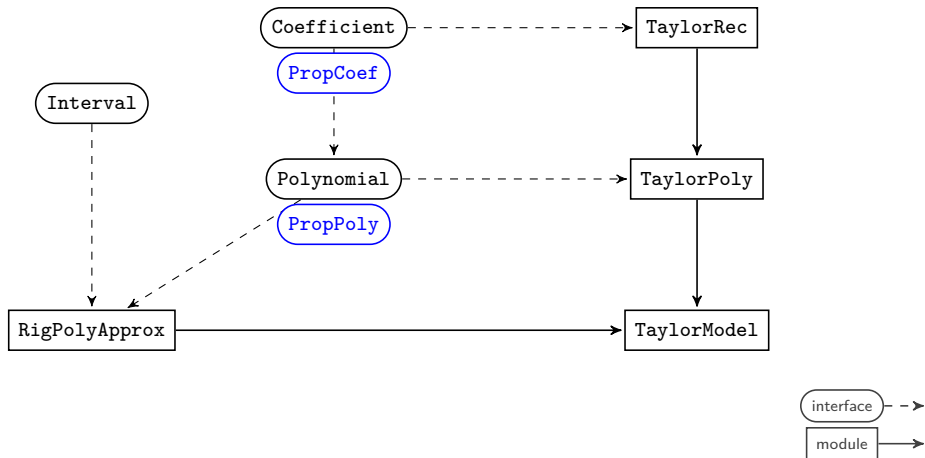 Coefficient
TaylorRec
PropCoef
Interval
Polynomial
TaylorPoly
PropPoly
RigPolyApprox
TaylorModel
interface
module